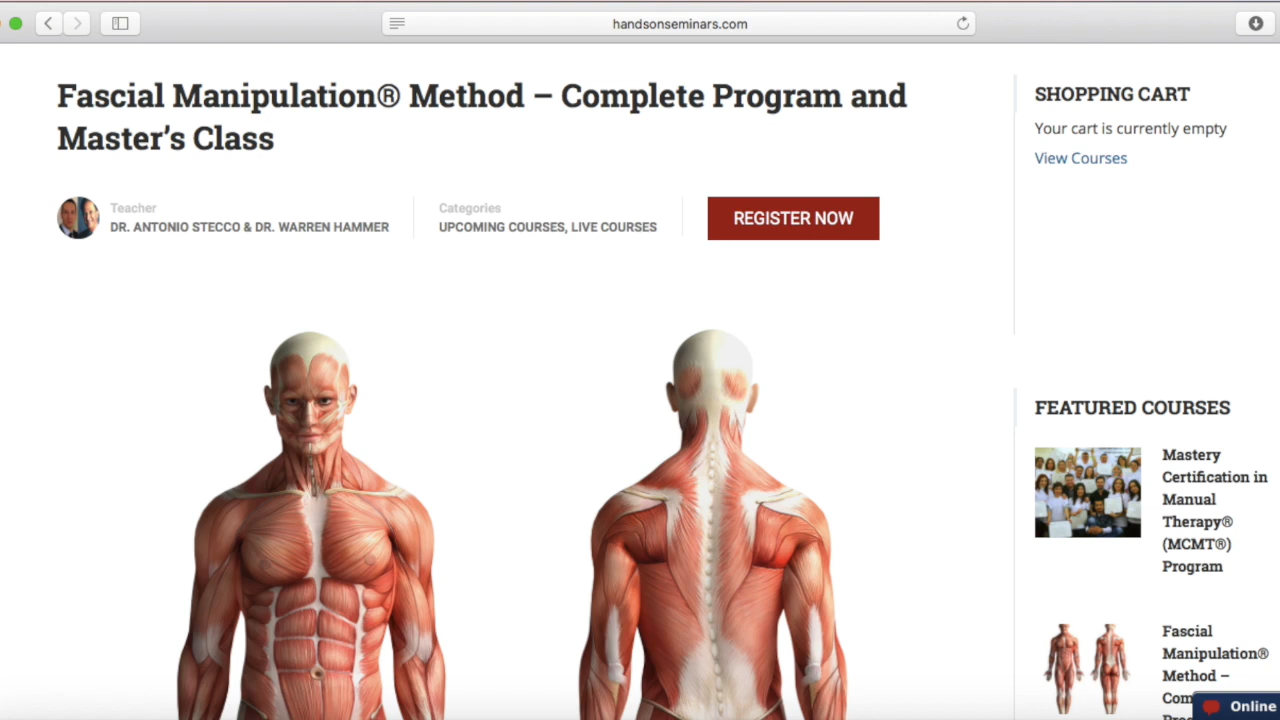 handsonseminars.com
Fascial Manipulation® Method – Complete Program and
Master’s Class
Teacher
DR. ANTONIO STECCO & DR. WARREN HAMMER
Categories
UPCOMING COURSES, LIVE COURSES
REGISTER NOW
SHOPPING CART
Your cart is currently empty
View Courses
FEATURED COURSES
Mastery
Certification in
Manual
Therapy®
(MCMT®)
Program
Fascial
Manipulation®
Method –
Online